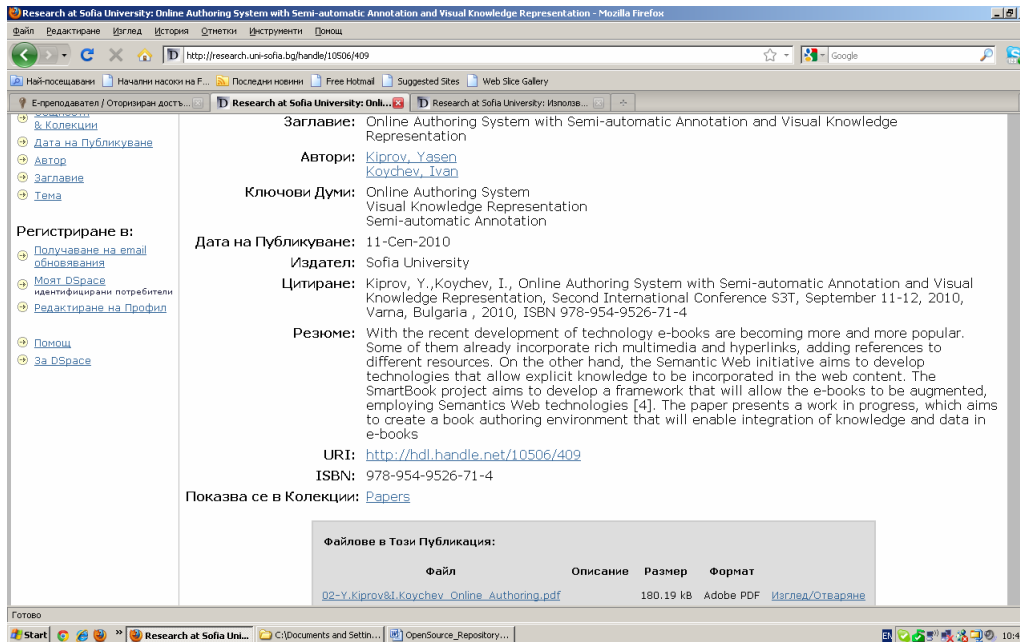 Research at Sofia University: Online Authoring System with Semi-automatic Annotation and Visual Knowledge Representation - Mozilla Firefox
Файл Редактиране Изглед История Отметки Инструменти Помощ
http://research.uni-sofia.bg/handle/10506/409
Google
Най-посещавани Начални насоки на F... Последни новини Free Hotmail Suggested Sites Web Slice Gallery
Е-преподавател / Оторизиран достъ... Research at Sofia University: Onli... Research at Sofia University: Използв...
& Колекции
Дата на Публикуване
Автор
Заглавие
Тема
Регистриране в:
Получаване на email
обновявания
Моят DSpace
идентифицирани потребители
Редактиране на Профил
Помощ
За DSpace
Заглавие: Online Authoring System with Semi-automatic Annotation and Visual Knowledge
Representation
Автори: Kiprov, Yasen
Koychev, Ivan
Ключови Думи: Online Authoring System
Visual Knowledge Representation
Semi-automatic Annotation
Дата на Публикуване: 11-Сеп-2010
Издател: Sofia University
Цитиране: Kiprov, Y.,Koychev, I., Online Authoring System with Semi-automatic Annotation and Visual
Knowledge Representation, Second International Conference S3T, September 11-12, 2010,
Varna, Bulgaria , 2010, ISBN 978-954-9526-71-4
Резюме: With the recent development of technology e-books are becoming more and more popular.
Some of them already incorporate rich multimedia and hyperlinks, adding references to
different resources. On the other hand, the Semantic Web initiative aims to develop
technologies that allow explicit knowledge to be incorporated in the web content. The
SmartBook project aims to develop a framework that will allow the e-books to be augmented,
employing Semantics Web technologies [4]. The paper presents a work in progress, which aims
to create a book authoring environment that will enable integration of knowledge and data in
e-books
URI: http://hdl.handle.net/10506/409
ISBN: 978-954-9526-71-4
Показва се в Колекции: Papers
Файлове в Този Публикация:
Файл Описание Размер Формат
02-Y.Kiprov&I.Koychev_Online_Authoring.pdf 180.19 kB Adobe PDF Изглед/Отваряне
Готово
Start Research at Sofia Uni... C:\Documents and Settin... OpenSource_Repository... EN